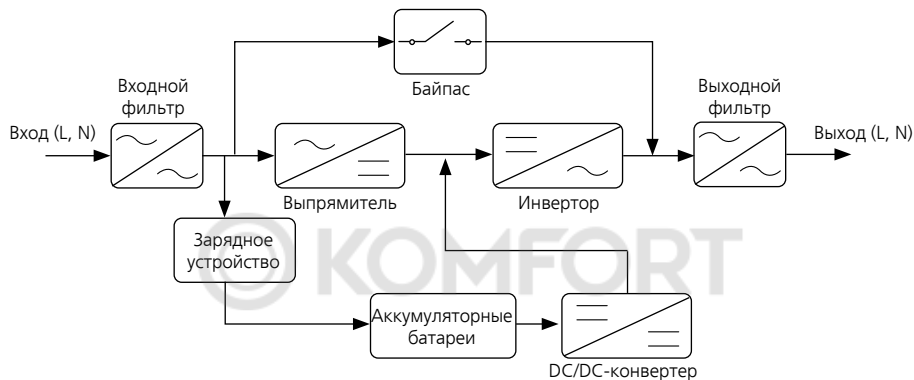 Байпас
Входной
фильтр
Выходной
фильтр
Вход (L, N)
Выход (L, N)
Выпрямитель
Инвертор
Зарядное
устройство
© KOMFORT
Аккумуляторные
батареи
DC/DC-конвертер